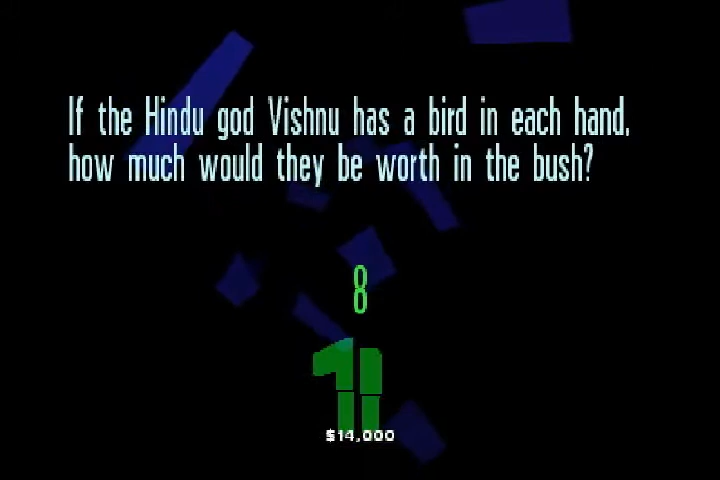 If the Hindu god Vishnu has a bird in each hand.
how much would they be worth in the bush?
8
1
$14,000